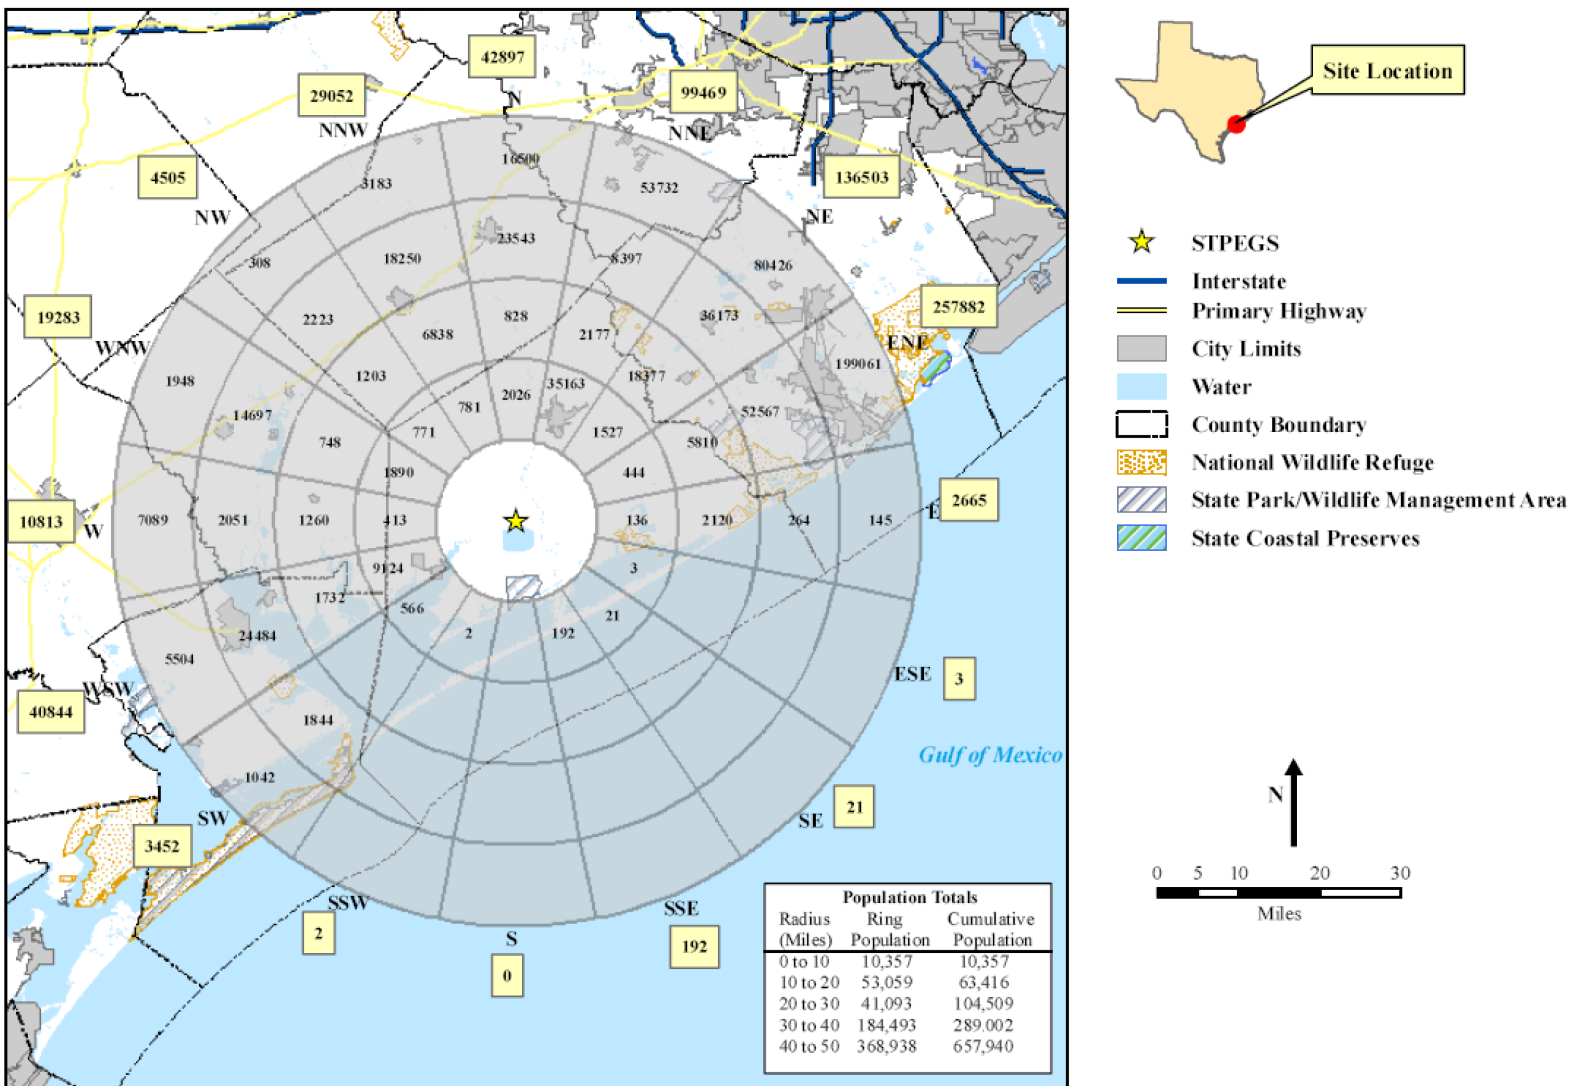 42897
29052
99469
N
NNW
NNE
4505
136503
16500
3183
53732
NW
NE
23543
18250
8397
308
80426
19283
257882
2223
828
36173
6838
2177
WNW
ENE
199061
1948
1203
18377
35163
781
2026
14697
52567
771
1527
748
5810
1890
444
10813
W
7089
2051
1260
413
136
2120
264
145
E
2665
9124
3
1732
566
21
24484
2
192
5504
WSW
ESE
3
40844
1844
Gulf of Mexico
1042
SW
SE
21
3452
SSW
2
S
0
SSE
192
Population Totals
Radius Ring Cumulative
(Miles) Population Population
0 to 10 10,357 10,357
10 to 20 53,059 63,416
20 to 30 41,093 104,509
30 to 40 184,493 289,002
40 to 50 368,938 657,940
Site Location
STPEGS
Interstate
Primary Highway
City Limits
Water
County Boundary
National Wildlife Refuge
State Park/Wildlife Management Area
State Coastal Preserves
N
0 5 10 20 30
Miles